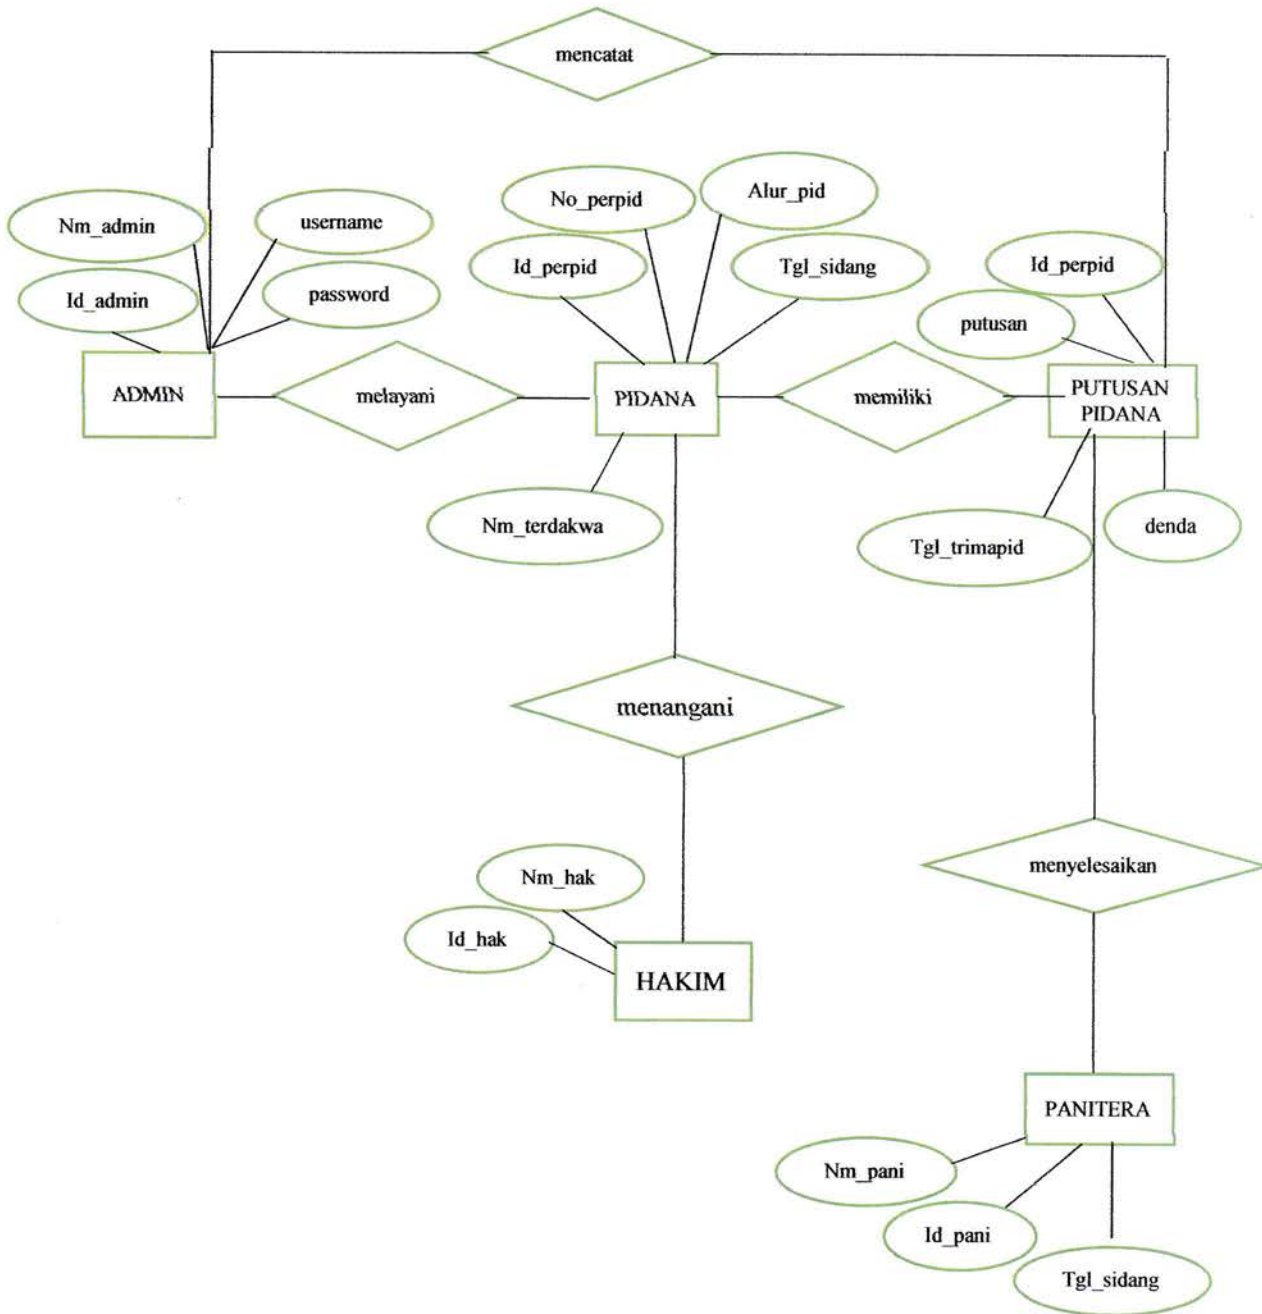 mencatat
No_perpid
Alur_pid
Nm_admin
username
Id_perpid
Tgl_sidang
Id_perpid
Id_admin
password
putusan
ADMIN
melayani
PIDANA
memiliki
PUTUSAN
PIDANA
Nm_terdakwa
Tgl_trimapid
denda
menangani
menyelesaikan
Nm_hak
Id_hak
HAKIM
PANITERA
Nm_pani
Id_pani
Tgl_sidang